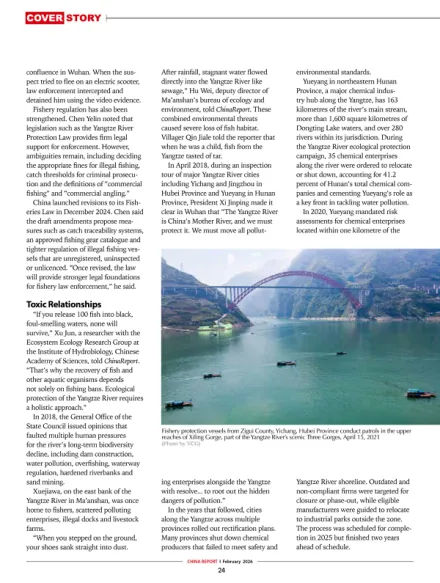 COVER STORY
confluence in Wuhan. When the sus-
pect tried to flee on an electric scooter,
law enforcement intercepted and
detained him using the video evidence.
Fishery regulation has also been
strengthened. Chen Yelin noted that
legislation such as the Yangtze River
Protection Law provides firm legal
support for enforcement. However,
ambiguities remain, including deciding
the appropriate fines for illegal fishing,
catch thresholds for criminal prosecu-
tion and the definitions of “commercial
fishing” and “commercial angling.”
China launched revisions to its Fish-
eries Law in December 2024. Chen said
the draft amendments propose mea-
sures such as catch traceability systems,
an approved fishing gear catalogue and
tighter regulation of illegal fishing ves-
sels that are unregistered, uninspected
or unlicenced. “Once revised, the law
will provide stronger legal foundations
for fishery law enforcement,” he said.
Toxic Relationships
“If you release 100 fish into black,
foul-smelling waters, none will
survive,” Xu Jun, a researcher with the
Ecosystem Ecology Research Group at
the Institute of Hydrobiology, Chinese
Academy of Sciences, told ChinaReport.
“That’s why the recovery of fish and
other aquatic organisms depends
not solely on fishing bans. Ecological
protection of the Yangtze River requires
a holistic approach.”
In 2018, the General Office of the
State Council issued opinions that
faulted multiple human pressures
for the river’s long-term biodiversity
decline, including dam construction,
water pollution, overfishing, waterway
regulation, hardened riverbanks and
sand mining.
Xuejiawa, on the east bank of the
Yangtze River in Ma’anshan, was once
home to fishers, scattered polluting
enterprises, illegal docks and livestock
farms.
“When you stepped on the ground,
your shoes sank straight into dust.
After rainfall, stagnant water flowed
directly into the Yangtze River like
sewage,” Hu Wei, deputy director of
Ma’anshan’s bureau of ecology and
environment, told ChinaReport. These
combined environmental threats
caused severe loss of fish habitat.
Villager Qin Jiale told the reporter that
when he was a child, fish from the
Yangtze tasted of tar.
In April 2018, during an inspection
tour of major Yangtze River cities
including Yichang and Jingzhou in
Hubei Province and Yueyang in Hunan
Province, President Xi Jinping made it
clear in Wuhan that “The Yangtze River
is China’s Mother River, and we must
protect it. We must move all pollut-
ing enterprises alongside the Yangtze
with resolve... to root out the hidden
dangers of pollution.”
In the years that followed, cities
along the Yangtze across multiple
provinces rolled out rectification plans.
Many provinces shut down chemical
producers that failed to meet safety and
environmental standards.
Yueyang in northeastern Hunan
Province, a major chemical indus-
try hub along the Yangtze, has 163
kilometres of the river’s main stream,
more than 1,600 square kilometres of
Dongting Lake waters, and over 280
rivers within its jurisdiction. During
the Yangtze River ecological protection
campaign, 35 chemical enterprises
along the river were ordered to relocate
or shut down, accounting for 41.2
percent of Hunan’s total chemical com-
panies and cementing Yueyang’s role as
a key front in tackling water pollution.
In 2020, Yueyang mandated risk
assessments for chemical enterprises
located within one kilometre of the
Yangtze River shoreline. Outdated and
non-compliant firms were targeted for
closure or phase-out, while eligible
manufacturers were guided to relocate
to industrial parks outside the zone.
The process was scheduled for comple-
tion in 2025 but finished two years
ahead of schedule.
Fishery protection vessels from Zigui County, Yichang, Hubei Province conduct patrols in the upper
reaches of Xiling Gorge, part of the Yangtze River’s scenic Three Gorges, April 15, 2021
(Photo by VCG)
CHINA REPORT I February 2026
24